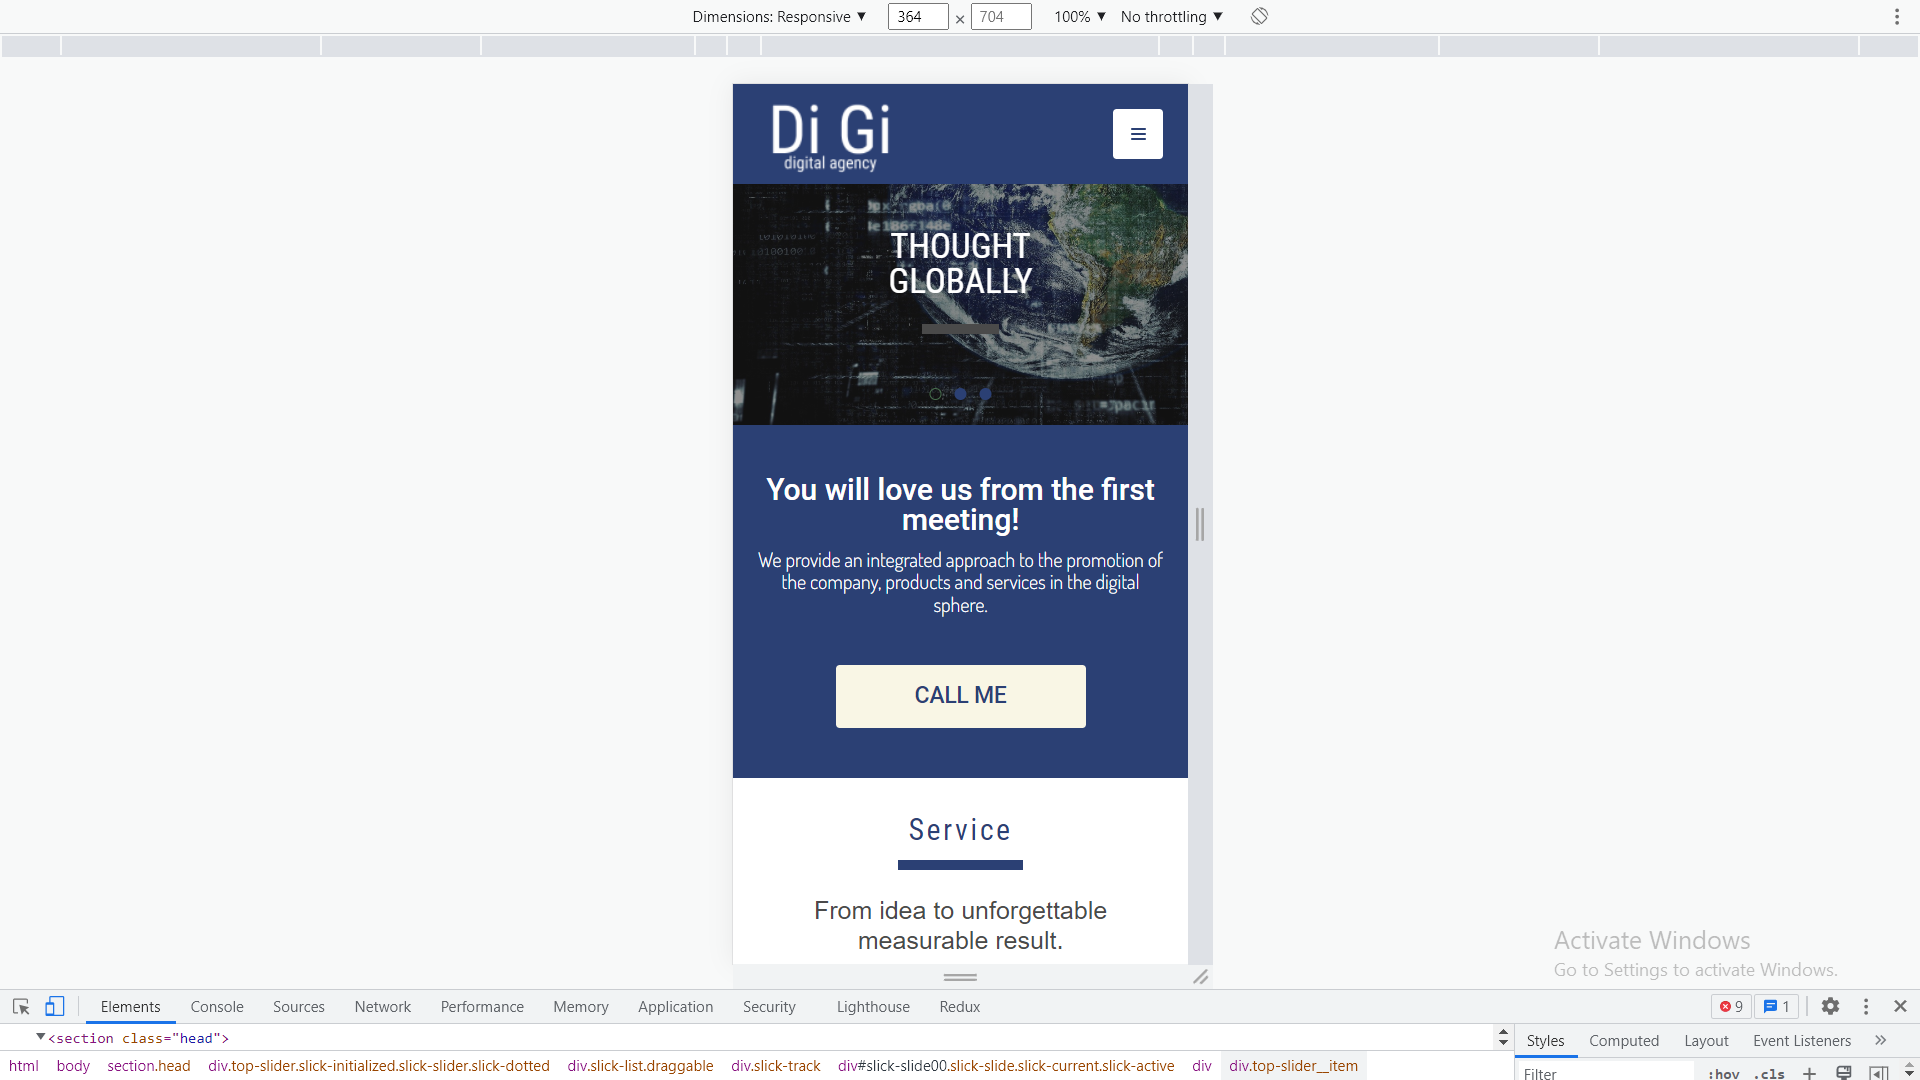 Dimensions: Responsive ▼ 364 × 704 100% ▼ No throttling ▼
Di Gi
digital agency
THOUGHT
GLOBALLY
You will love us from the first
meeting!
We provide an integrated approach to the promotion of
the company, products and services in the digital
sphere.
CALL ME
Service
From idea to unforgettable
measurable result.
Activate Windows
Go to Settings to activate Windows.
Elements Console Sources Network Performance Memory Application Security Lighthouse Redux 9 1
<section class="head">
Styles Computed Layout Event Listeners »
html body section.head div.top-slider.slick-initialized.slick-slider.slick-dotted div.slick-list.draggable div.slick-track div#slick-slide00.slick-slide.slick-current.slick-active div div.top-slider__item
Filter :hov .cls +